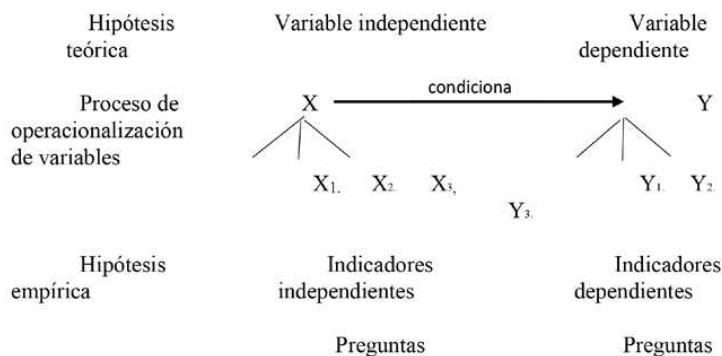 Hipótesis Variable independiente Variable
teórica dependiente
condiciona
Proceso de X Y
operacionalización
de variables
X1. X2. X3, Y1. Y2.
Y3.
Hipótesis Indicadores Indicadores
empírica independientes dependientes
Preguntas Preguntas